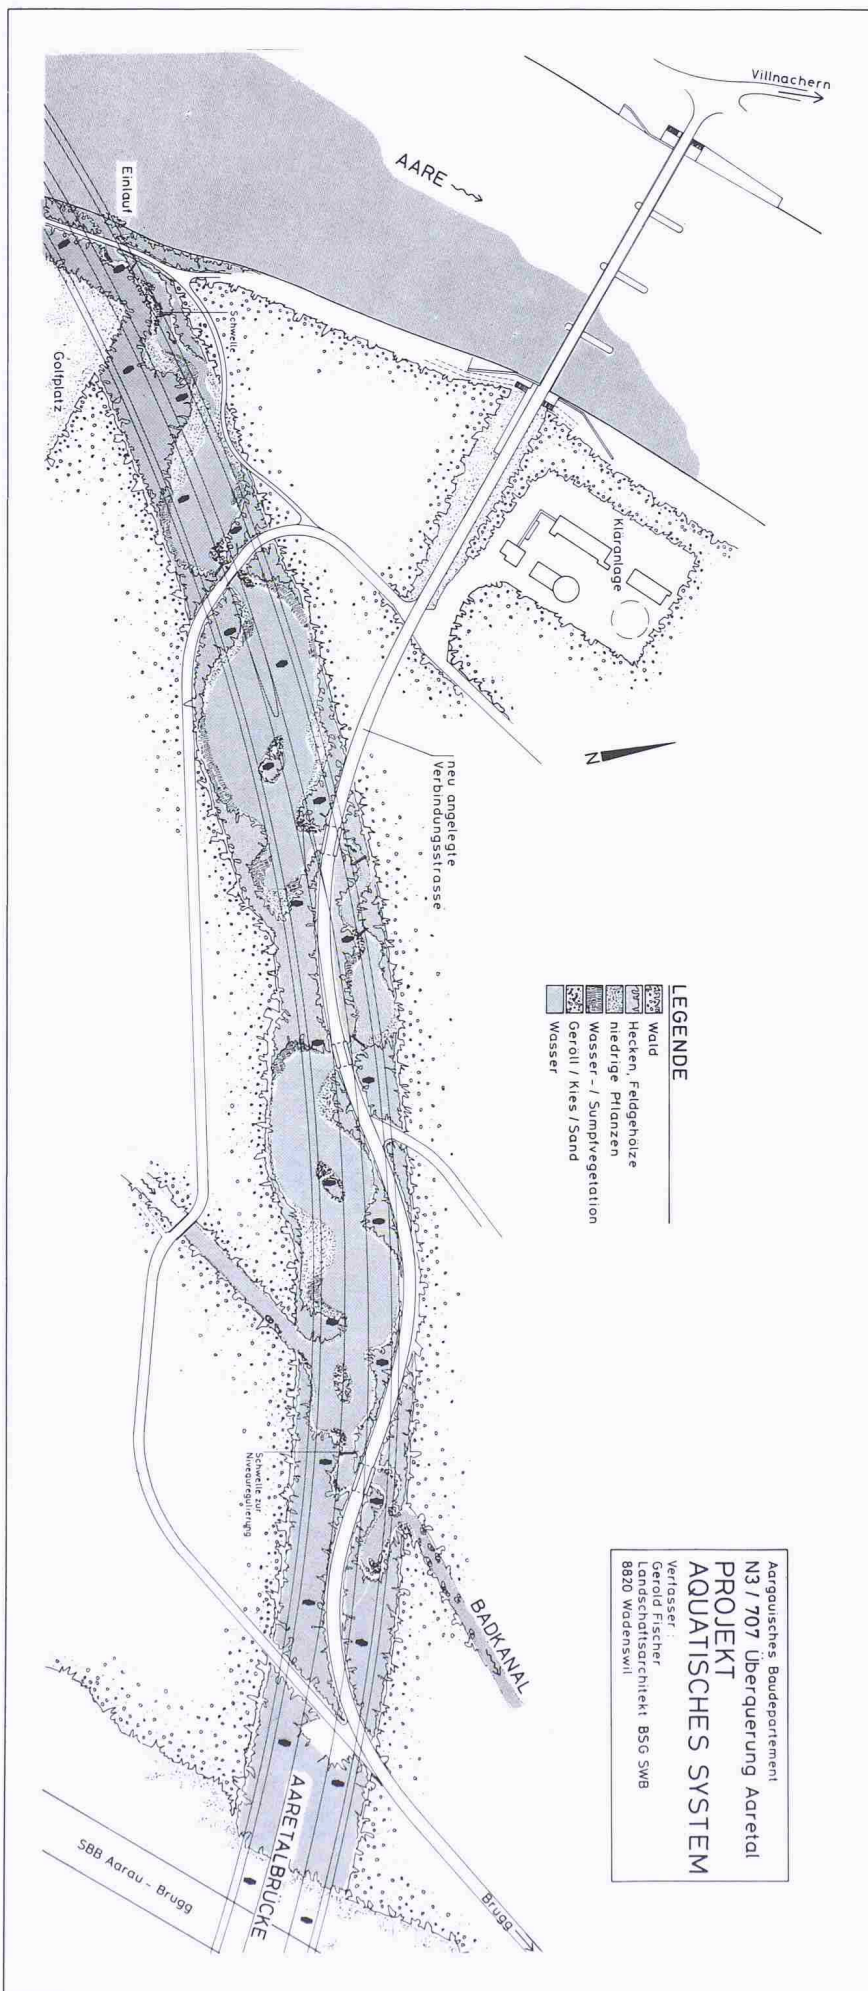 Villnachern
AARE
Einlauf
Schwelle
Golfplatz
Kläranlage
N
neu angelegte
Verbindungsstrasse
LEGENDE
Wald
Hecken, Feldgehölze
niedrige Pflanzen
Wasser-/Sumpfvegetation
Geröll / Kies / Sand
Wasser
Schwelle zur
Niveauregulierung
BADKANAL
AARETALBRÜCKE
SBB Aarau - Brugg
Brugg
Aargauisches Baudepartement
N3 / 707 Überquerung Aaretal
PROJEKT
AQUATISCHES SYSTEM
Verfasser:
Gerold Fischer
Landschaftsarchitekt BSG SWB
8820 Wädenswil